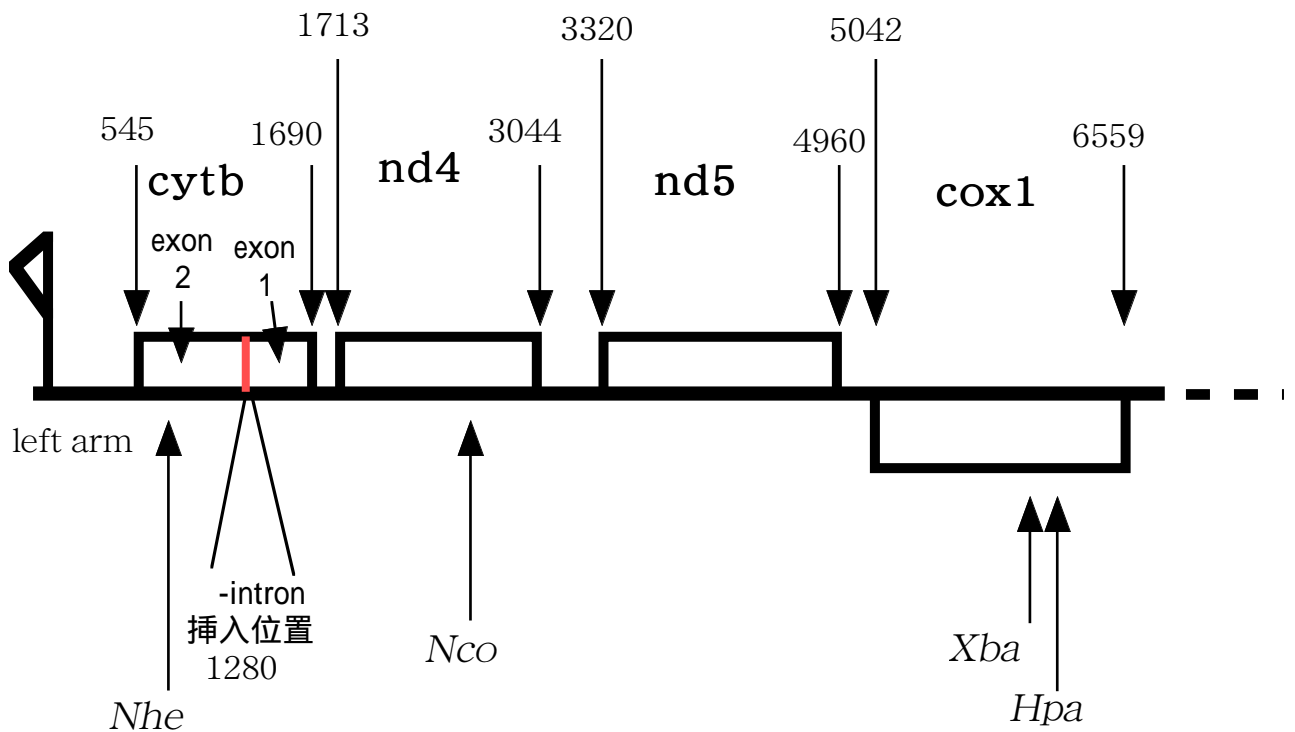 1713
3320
5042
545
1690
3044
4960
6559
cytb
nd4
nd5
cox1
exon
2
exon
1
left arm
-intron
挿入位置
1280
Nhe
Nco
Xba
Hpa